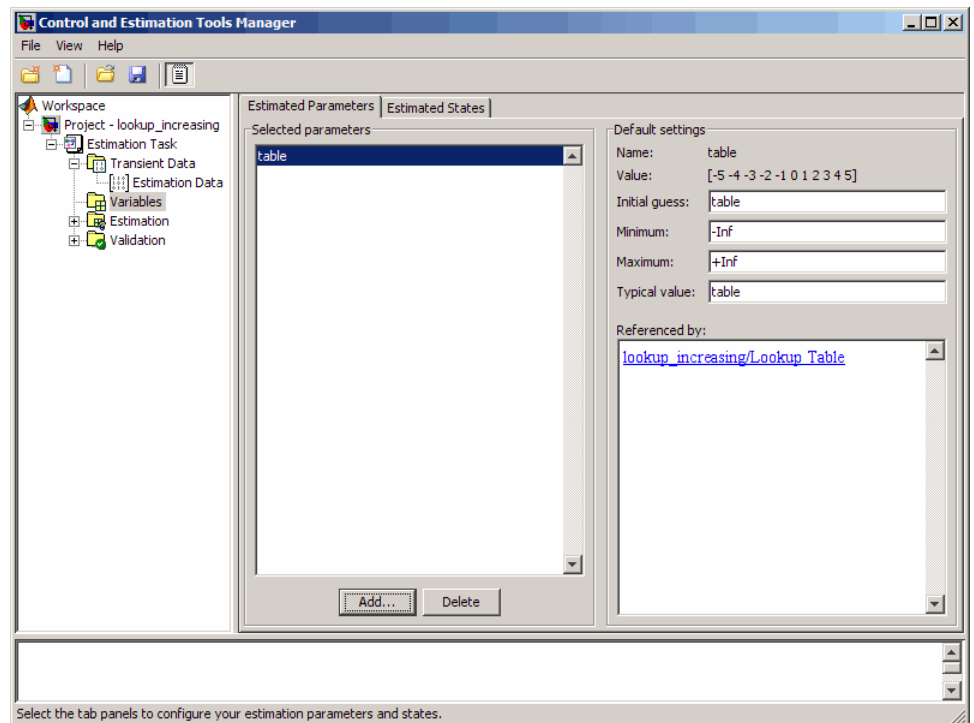 Control and Estimation Tools Manager
File View Help
Workspace
Project - lookup_increasing
Estimation Task
Transient Data
Estimation Data
Variables
Estimation
Validation
Estimated Parameters Estimated States
Selected parameters
table
Add... Delete
Default settings
Name: table
Value: [-5 -4 -3 -2 -1 0 1 2 3 4 5]
Initial guess: table
Minimum: -Inf
Maximum: +Inf
Typical value: table
Referenced by:
lookup_increasing/Lookup Table
Select the tab panels to configure your estimation parameters and states.